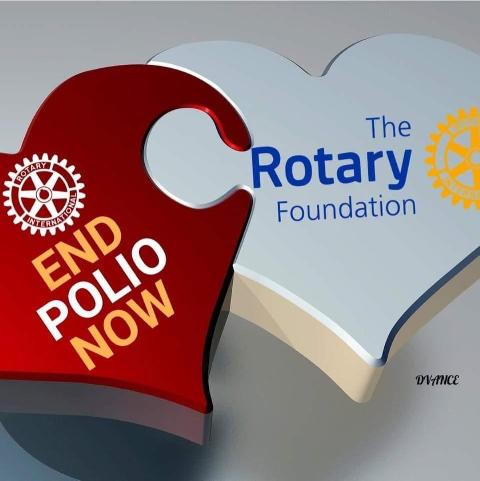 ROTARY
INTERNATIONAL
END
POLIO
NOW
The
Rotary
Foundation
DVANCE